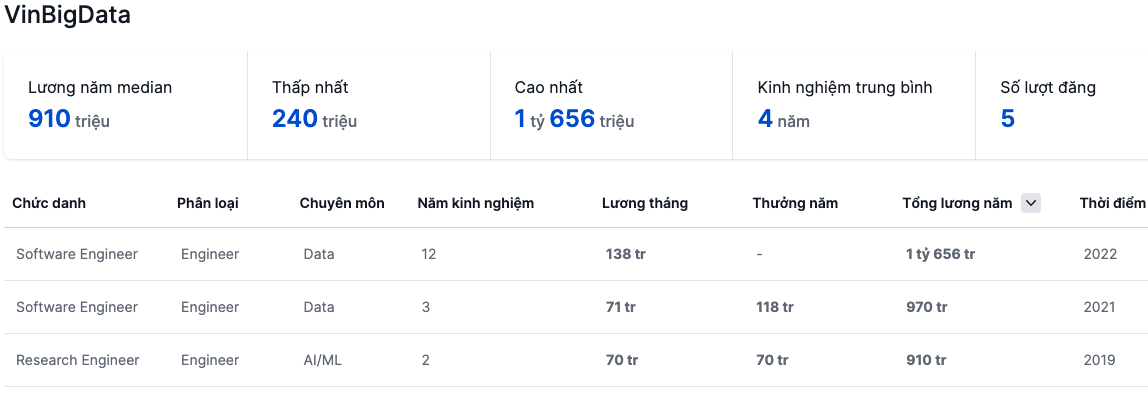 VinBigData
Lương năm median Thấp nhất Cao nhất Kinh nghiệm trung bình Số lượt đăng
910 triệu 240 triệu 1 tỷ 656 triệu 4 năm 5
Chức danh Phân loại Chuyên môn Năm kinh nghiệm Lương tháng Thưởng năm Tổng lương năm Thời điểm
Software Engineer Engineer Data 12 138 tr - 1 tỷ 656 tr 2022
Software Engineer Engineer Data 3 71 tr 118 tr 970 tr 2021
Research Engineer Engineer AI/ML 2 70 tr 70 tr 910 tr 2019